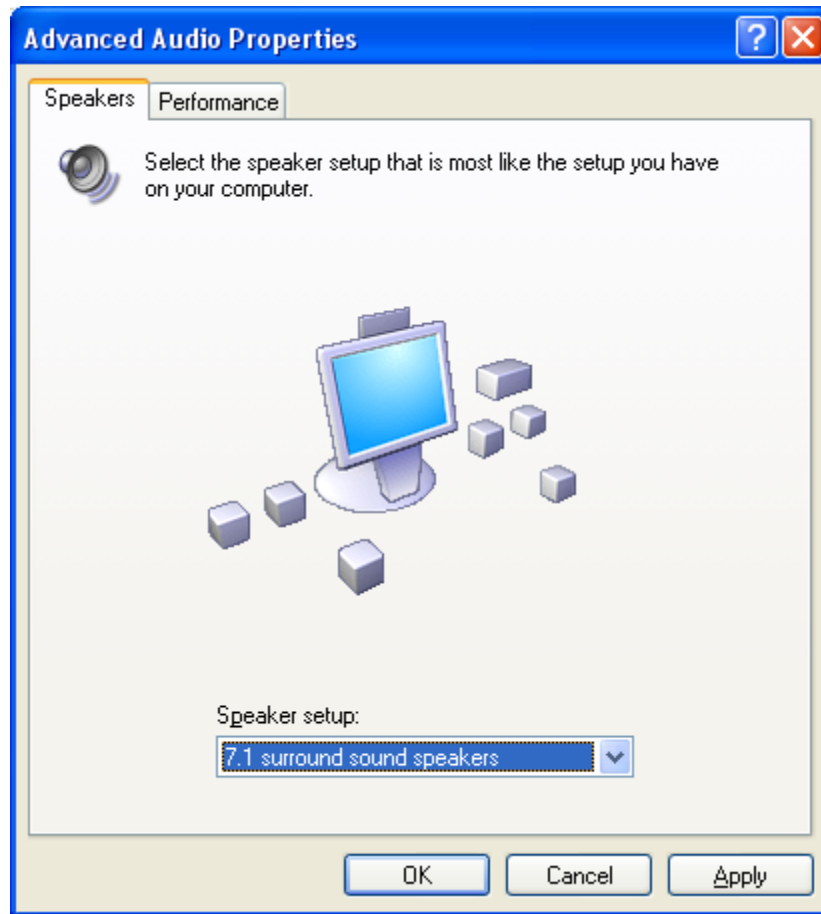 Advanced Audio Properties
?
Speakers
Performance
Select the speaker setup that is most like the setup you have
on your computer.
Speaker setup:
7.1 surround sound speakers
OK
Cancel
Apply